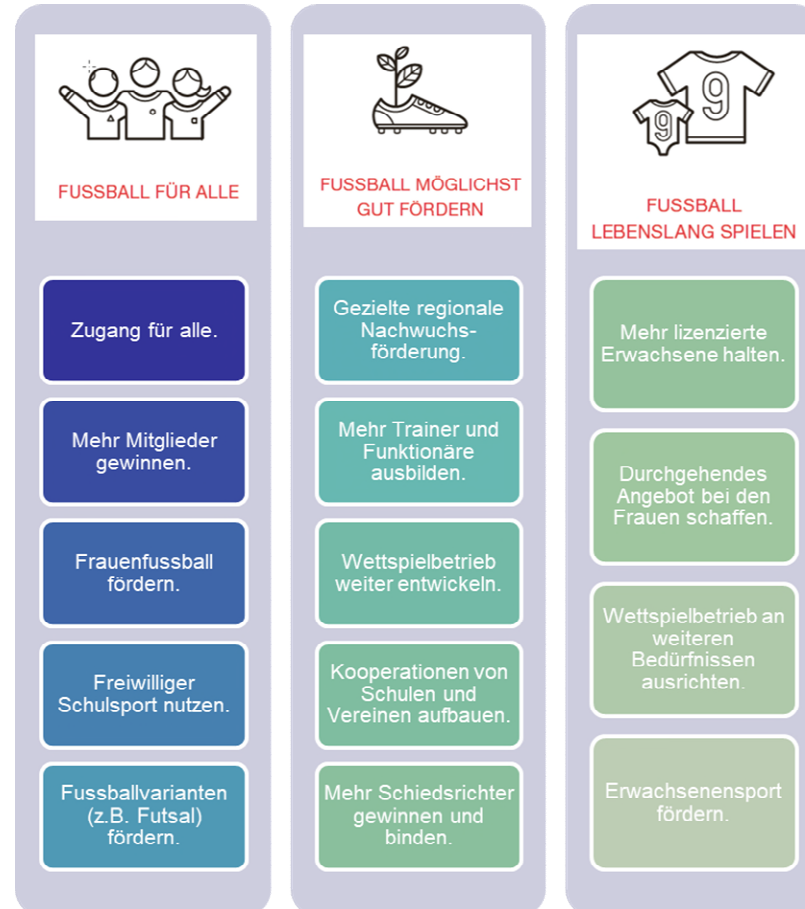 FUSSBALL FÜR ALLE
Zugang für alle.
Mehr Mitglieder
gewinnen.
Frauenfussball
fördern.
Freiwilliger
Schulsport nutzen.
Fussballvarianten
(z.B. Futsal)
fördern.
FUSSBALL MÖGLICHST
GUT FÖRDERN
Gezielte regionale
Nachwuchs-
förderung.
Mehr Trainer und
Funktionäre
ausbilden.
Wettspielbetrieb
weiter entwickeln.
Kooperationen von
Schulen und
Vereinen aufbauen.
Mehr Schiedsrichter
gewinnen und
binden.
9
9
FUSSBALL
LEBENSLANG SPIELEN
Mehr lizenzierte
Erwachsene halten.
Durchgehendes
Angebot bei den
Frauen schaffen.
Wettspielbetrieb an
weiteren
Bedürfnissen
ausrichten.
Erwachsenensport
fördern.